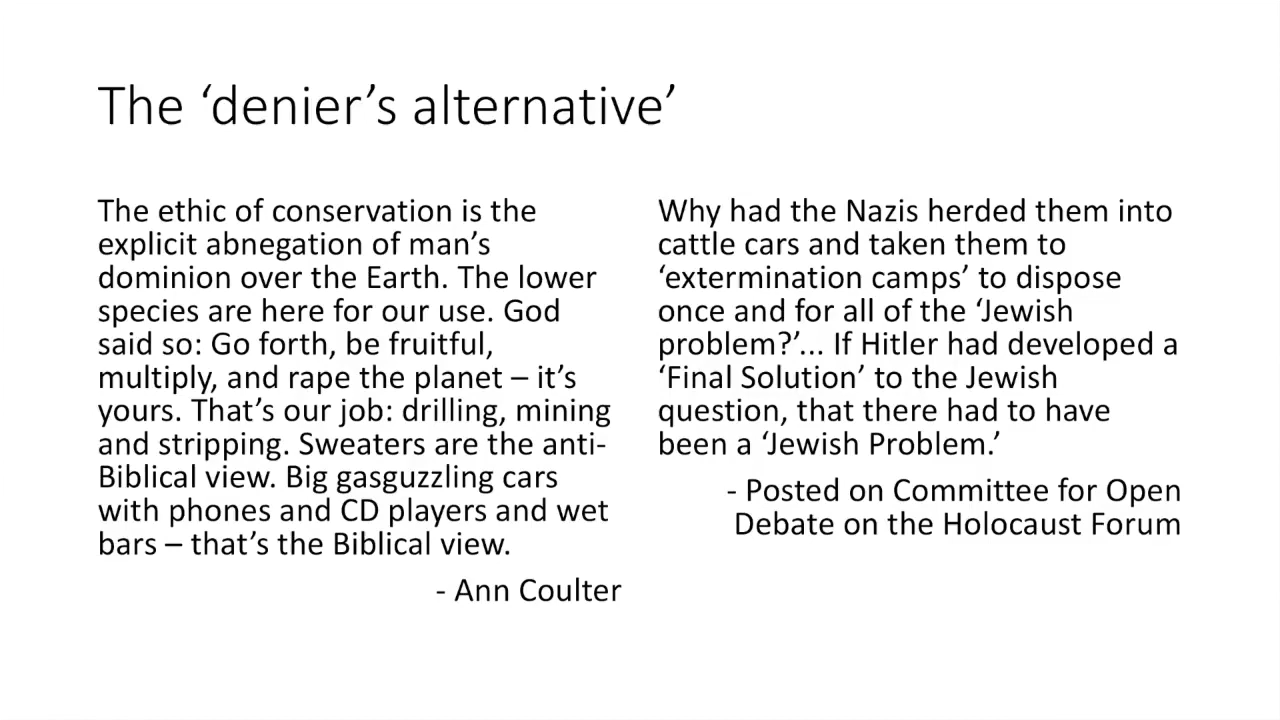 The ‘denier’s alternative’
The ethic of conservation is the
explicit abnegation of man’s
dominion over the Earth. The lower
species are here for our use. God
said so: Go forth, be fruitful,
multiply, and rape the planet – it’s
yours. That’s our job: drilling, mining
and stripping. Sweaters are the anti-
Biblical view. Big gasguzzling cars
with phones and CD players and wet
bars – that’s the Biblical view.
- Ann Coulter
Why had the Nazis herded them into
cattle cars and taken them to
‘extermination camps’ to dispose
once and for all of the ‘Jewish
problem?’... If Hitler had developed a
‘Final Solution’ to the Jewish
question, that there had to have
been a ‘Jewish Problem.’
- Posted on Committee for Open
Debate on the Holocaust Forum